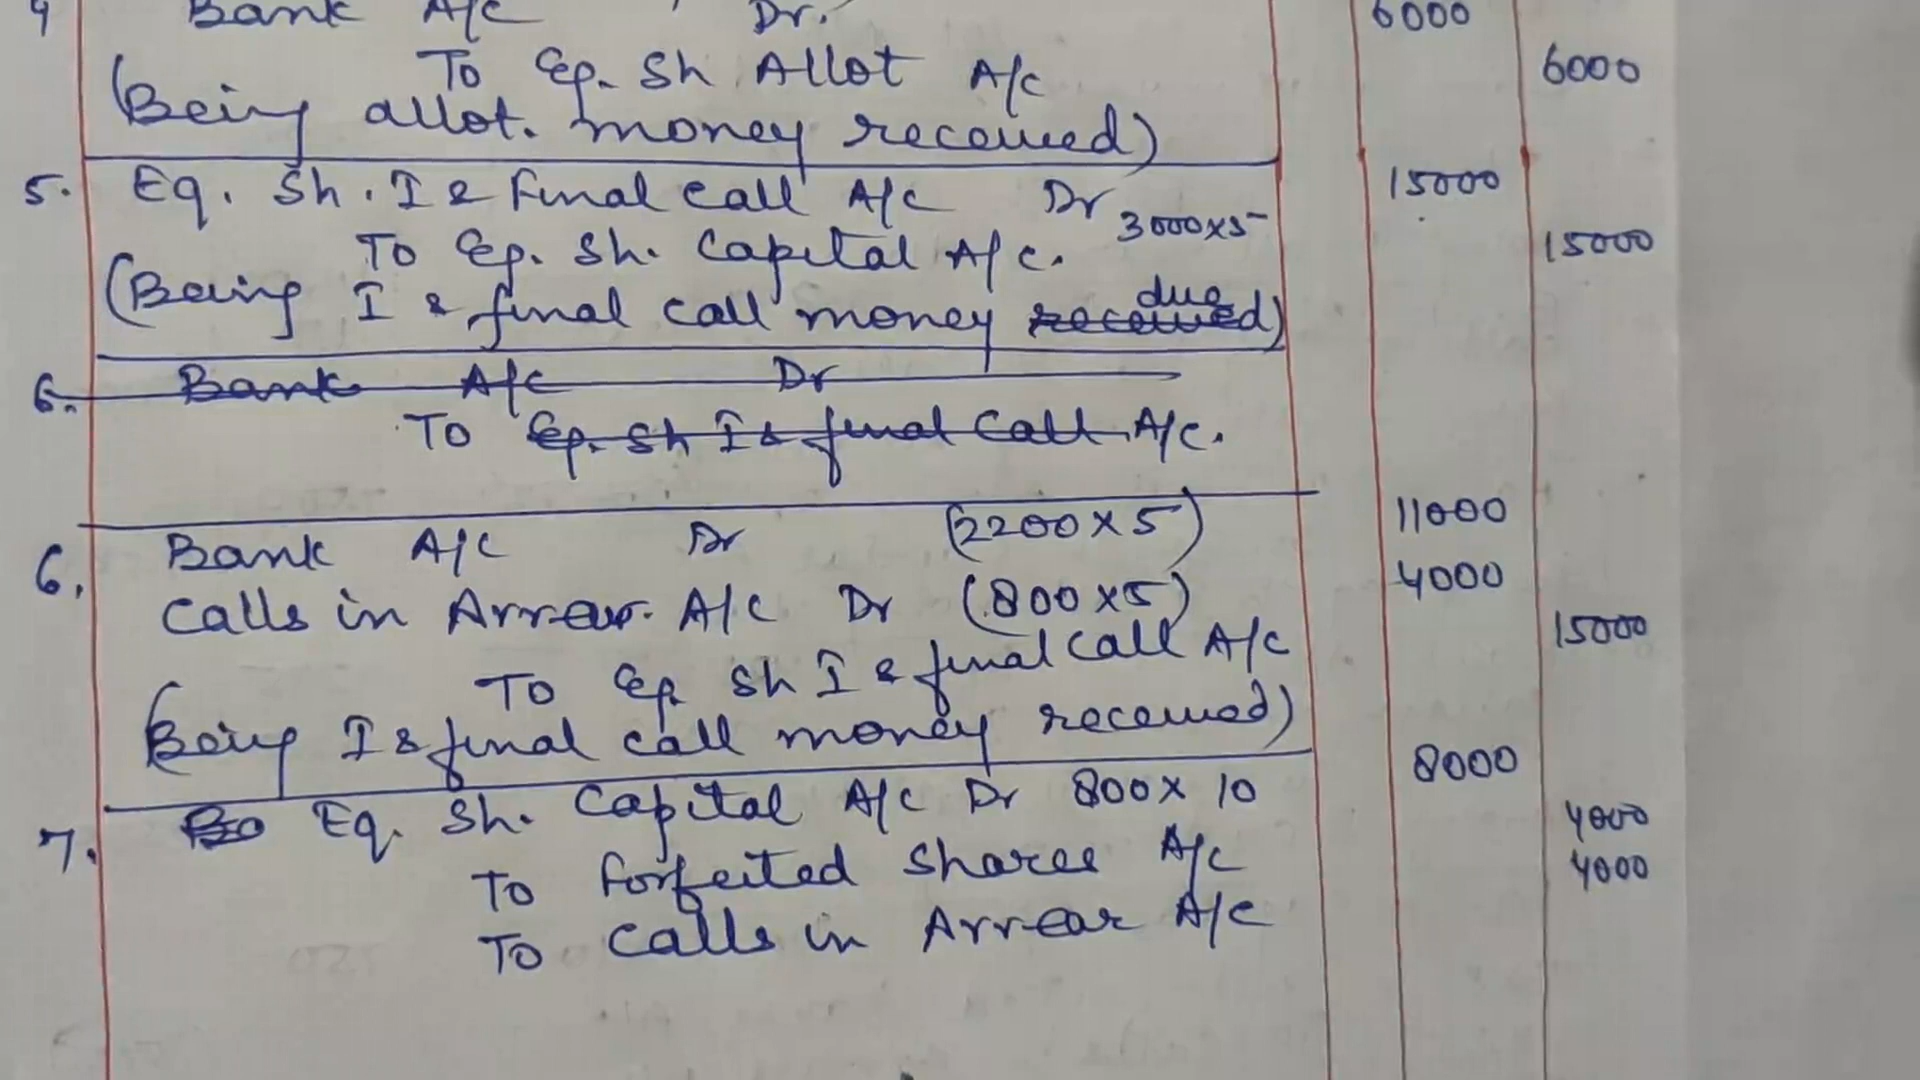 4 Bank A/c Dr. 6000
To Eq. Sh Allot A/c 6000
(Being allot. money received)
5. Eq. Sh. I & Final Call A/c Dr 3000x5 15000
To Eq. Sh. Capital A/c. 15000
(Being I & final call money received due)
6. Bank A/c Dr
To Eq. Sh I & final Call A/c.
6. Bank A/c Dr (2200x5) 11000
Calls in Arrear. A/c Dr (800x5) 4000
To Eq Sh I & final Call A/c 15000
(Being I & final call money received)
7. Bo Eq. Sh. Capital A/c Dr 800x10 8000
To Forfeited Shares A/c 4000
To Calls in Arrear A/c 4000